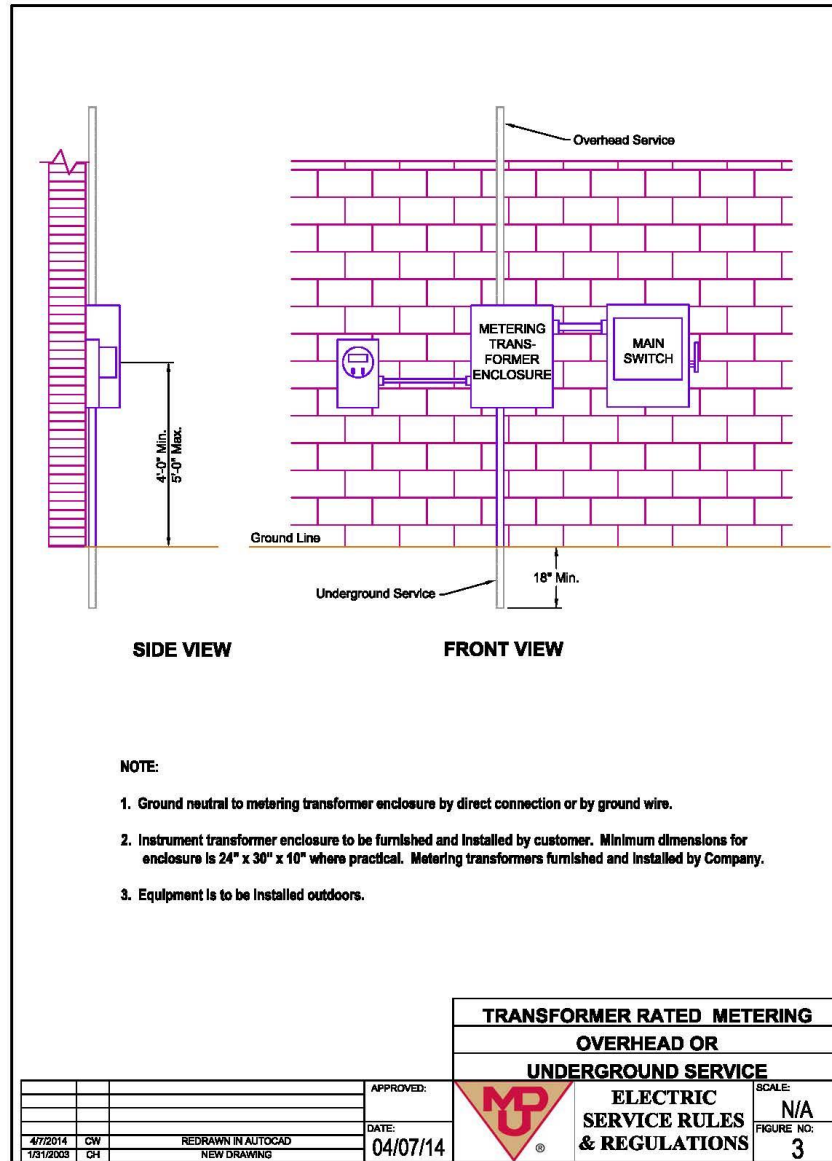 Overhead Service
METERING
TRANS-
FORMER
ENCLOSURE
MAIN
SWITCH
4'-0" Min.
5'-0" Max.
Ground Line
18" Min.
Underground Service
SIDE VIEW
FRONT VIEW
NOTE:
1. Ground neutral to metering transformer enclosure by direct connection or by ground wire.
2. Instrument transformer enclosure to be furnished and installed by customer. Minimum dimensions for
enclosure is 24" x 30" x 10" where practical. Metering transformers furnished and installed by Company.
3. Equipment is to be installed outdoors.
TRANSFORMER RATED METERING
OVERHEAD OR
UNDERGROUND SERVICE
APPROVED:
DATE:
04/07/14
4/7/2014 CW REDRAWN IN AUTOCAD
1/31/2003 CH NEW DRAWING
MDU ®
ELECTRIC
SERVICE RULES
& REGULATIONS
SCALE:
N/A
FIGURE NO:
3